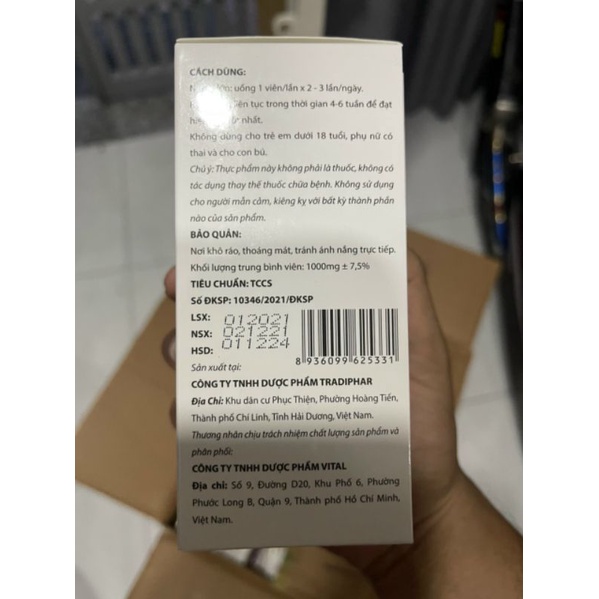 CÁCH DÙNG:
lớn: uống 1 viên/lần x 2 - 3 lần/ngày.
liên tục trong thời gian 4-6 tuần để đạt
nhất.
Không dùng cho trẻ em dưới 18 tuổi, phụ nữ có
thai và cho con bú.
Chú ý: Thực phẩm này không phải là thuốc, không có
tác dụng thay thế thuốc chữa bệnh. Không sử dụng
cho người mẫn cảm, kiêng kỵ với bất kỳ thành phần
nào của sản phẩm.
BẢO QUẢN:
Nơi khô ráo, thoáng mát, tránh ánh nắng trực tiếp.
Khối lượng trung bình viên: 1000mg ± 7,5%
TIÊU CHUẨN: TCCS
Số ĐKSP: 10346/2021/ĐKSP
LSX: 012021
NSX: 021221
HSD: 011224
8 936099 625331
Sản xuất tại:
CÔNG TY TNHH DƯỢC PHẨM TRADIPHAR
Địa Chỉ: Khu dân cư Phục Thiện, Phường Hoàng Tiến,
Thành phố Chí Linh, Tỉnh Hải Dương, Việt Nam.
Thương nhân chịu trách nhiệm chất lượng sản phẩm và
phân phối:
CÔNG TY TNHH DƯỢC PHẨM VITAL
Địa chỉ: Số 9, Đường D20, Khu Phố 6, Phường
Phước Long B, Quận 9, Thành phố Hồ Chí Minh,
Việt Nam.